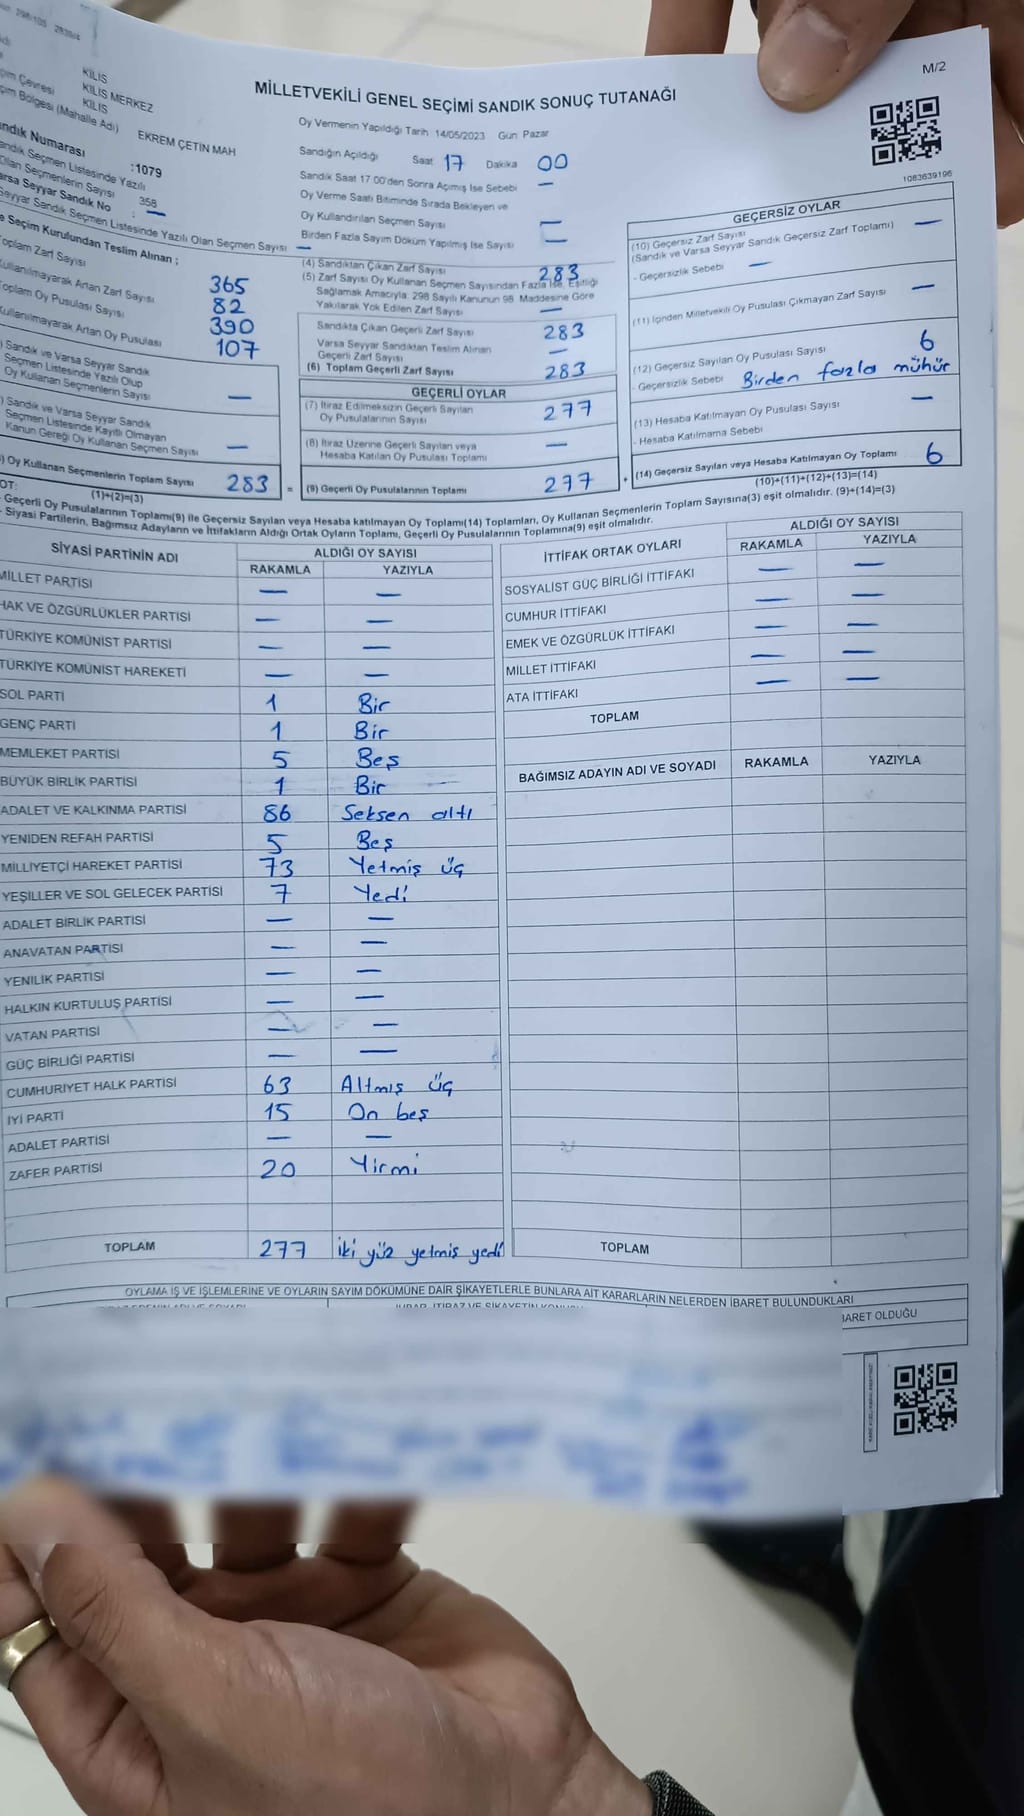 M/2
MİLLETVEKİLİ GENEL SEÇİMİ SANDIK SONUÇ TUTANAĞI
1083639196
KİLİS
KİLİS MERKEZ
KİLİS
Bölgesi (Mahalle Adı) EKREM ÇETİN MAH
Numarası :1079
Seçmen Listesinde Yazılı
Olan Seçmenlerin Sayısı 358
Varsa Seyyar Sandık No : —
Seyyar Sandık Seçmen Listesinde Yazılı Olan Seçmen Sayısı —
Seçim Kurulundan Teslim Alınan ;
Toplam Zarf Sayısı 365
Kullanılmayarak Artan Zarf Sayısı 82
Toplam Oy Pusulası Sayısı 390
Kullanılmayarak Artan Oy Pusulası 107
Sandık ve Varsa Seyyar Sandık
Seçmen Listesinde Yazılı Olup
Oy Kullanan Seçmenlerin Sayısı —
Sandık ve Varsa Seyyar Sandık
Seçmen Listesinde Kayıtlı Olmayan
Kanun Gereği Oy Kullanan Seçmen Sayısı —
Oy Kullanan Seçmenlerin Toplam Sayısı 283 =
(1)+(2)=(3)
Oy Vermenin Yapıldığı Tarih 14/05/2023 Gün: Pazar
Sandığın Açıldığı Saat 17 Dakika 00
Sandık Saat 17.00'den Sonra Açımış İse Sebebi —
Oy Verme Saati Bitiminde Sırada Bekleyen ve
Oy Kullandırılan Seçmen Sayısı —
Birden Fazla Sayım Döküm Yapılmış İse Sayısı —
(4) Sandıktan Çıkan Zarf Sayısı 283
(5) Zarf Sayısı Oy Kullanan Seçmen Sayısından Fazla İse, Eşitliği
Sağlamak Amacıyla: 298 Sayılı Kanunun 98. Maddesine Göre
Yakılarak Yok Edilen Zarf Sayısı —
Sandıkta Çıkan Geçerli Zarf Sayısı 283
Varsa Seyyar Sandıktan Teslim Alınan
Geçerli Zarf Sayısı —
(6) Toplam Geçerli Zarf Sayısı 283
GEÇERLİ OYLAR
(7) İtiraz Edilmeksizin Geçerli Sayılan
Oy Pusulalarının Sayısı 277
(8) İtiraz Üzerine Geçerli Sayılan veya
Hesaba Katılan Oy Pusulası Toplamı —
(9) Geçerli Oy Pusulalarının Toplamı 277 +
GEÇERSİZ OYLAR
(10) Geçersiz Zarf Sayısı —
(Sandık ve Varsa Seyyar Sandık Geçersiz Zarf Toplamı)
- Geçersizlik Sebebi —
(11) İçinden Milletvekili Oy Pusulası Çıkmayan Zarf Sayısı —
(12) Geçersiz Sayılan Oy Pusulası Sayısı 6
- Geçersizlik Sebebi Birden fazla mühür
(13) Hesaba Katılmayan Oy Pusulası Sayısı —
- Hesaba Katılmama Sebebi
(14) Geçersiz Sayılan veya Hesaba Katılmayan Oy Toplamı 6
(10)+(11)+(12)+(13)=(14)
NOT:
- Geçerli Oy Pusulalarının Toplamı(9) ile Geçersiz Sayılan veya Hesaba katılmayan Oy Toplamı(14) Toplamları, Oy Kullanan Seçmenlerin Toplam Sayısına(3) eşit olmalıdır. (9)+(14)=(3)
- Siyasi Partilerin, Bağımsız Adayların ve İttifakların Aldığı Ortak Oyların Toplamı, Geçerli Oy Pusulalarının Toplamına(9) eşit olmalıdır.
SİYASİ PARTİNİN ADI ALDIĞI OY SAYISI
RAKAMLA YAZIYLA
MİLLET PARTİSİ — —
HAK VE ÖZGÜRLÜKLER PARTİSİ — —
TÜRKİYE KOMÜNİST PARTİSİ — —
TÜRKİYE KOMÜNİST HAREKETİ — —
SOL PARTİ 1 Bir
GENÇ PARTİ 1 Bir
MEMLEKET PARTİSİ 5 Beş
BÜYÜK BİRLİK PARTİSİ 1 Bir
ADALET VE KALKINMA PARTİSİ 86 Seksen altı
YENİDEN REFAH PARTİSİ 5 Beş
MİLLİYETÇİ HAREKET PARTİSİ 73 Yetmiş üç
YEŞİLLER VE SOL GELECEK PARTİSİ 7 Yedi
ADALET BİRLİK PARTİSİ — —
ANAVATAN PARTİSİ — —
YENİLİK PARTİSİ — —
HALKIN KURTULUŞ PARTİSİ — —
VATAN PARTİSİ — —
GÜÇ BİRLİĞİ PARTİSİ — —
CUMHURİYET HALK PARTİSİ 63 Altmış üç
İYİ PARTİ 15 On beş
ADALET PARTİSİ — —
ZAFER PARTİSİ 20 Yirmi
TOPLAM 277 iki yüz yetmiş yedi
İTTİFAK ORTAK OYLARI ALDIĞI OY SAYISI
RAKAMLA YAZIYLA
SOSYALİST GÜÇ BİRLİĞİ İTTİFAKI — —
CUMHUR İTTİFAKI — —
EMEK VE ÖZGÜRLÜK İTTİFAKI — —
MİLLET İTTİFAKI — —
ATA İTTİFAKI — —
TOPLAM
BAĞIMSIZ ADAYIN ADI VE SOYADI RAKAMLA YAZIYLA
TOPLAM
OYLAMA İŞ VE İŞLEMLERİNE VE OYLARIN SAYIM DÖKÜMÜNE DAİR ŞİKAYETLERLE BUNLARA AİT KARARLARIN NELERDEN İBARET BULUNDUKLARI
İBARET OLDUĞU